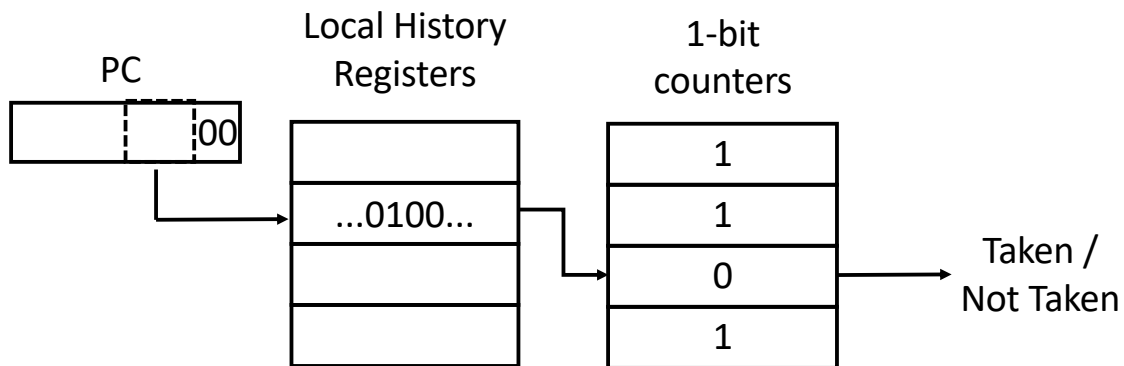 PC
00
Local History
Registers
...0100...
1-bit
counters
1
1
0
1
Taken /
Not Taken